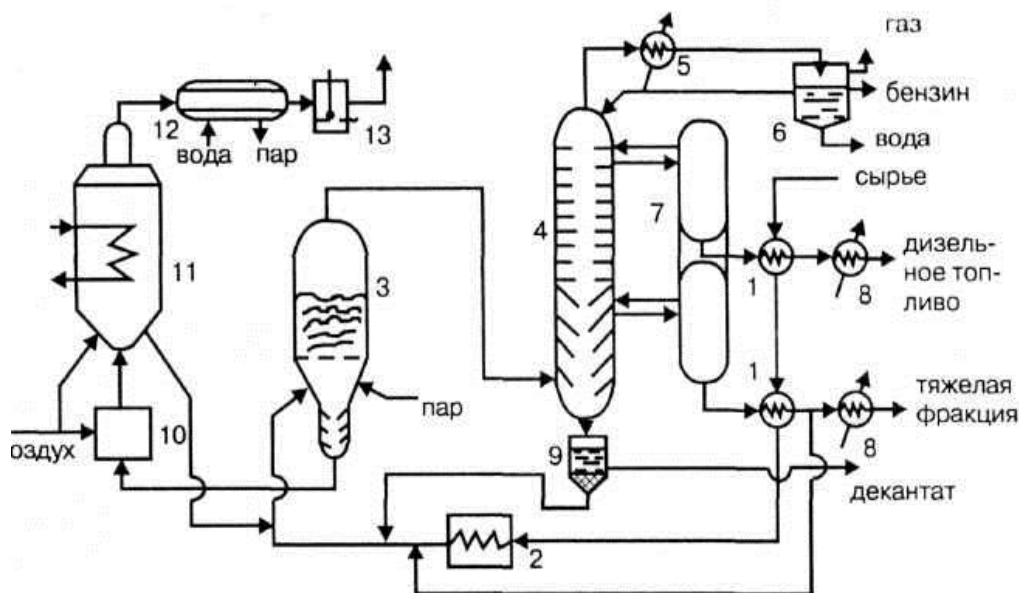 газ
5
бензин
6
вода
12
13
вода
пар
сырье
7
4
дизель-
ное топ-
ливо
1
8
11
3
1
тяжелая
фракция
пар
8
10
оздух
9
декантат
2